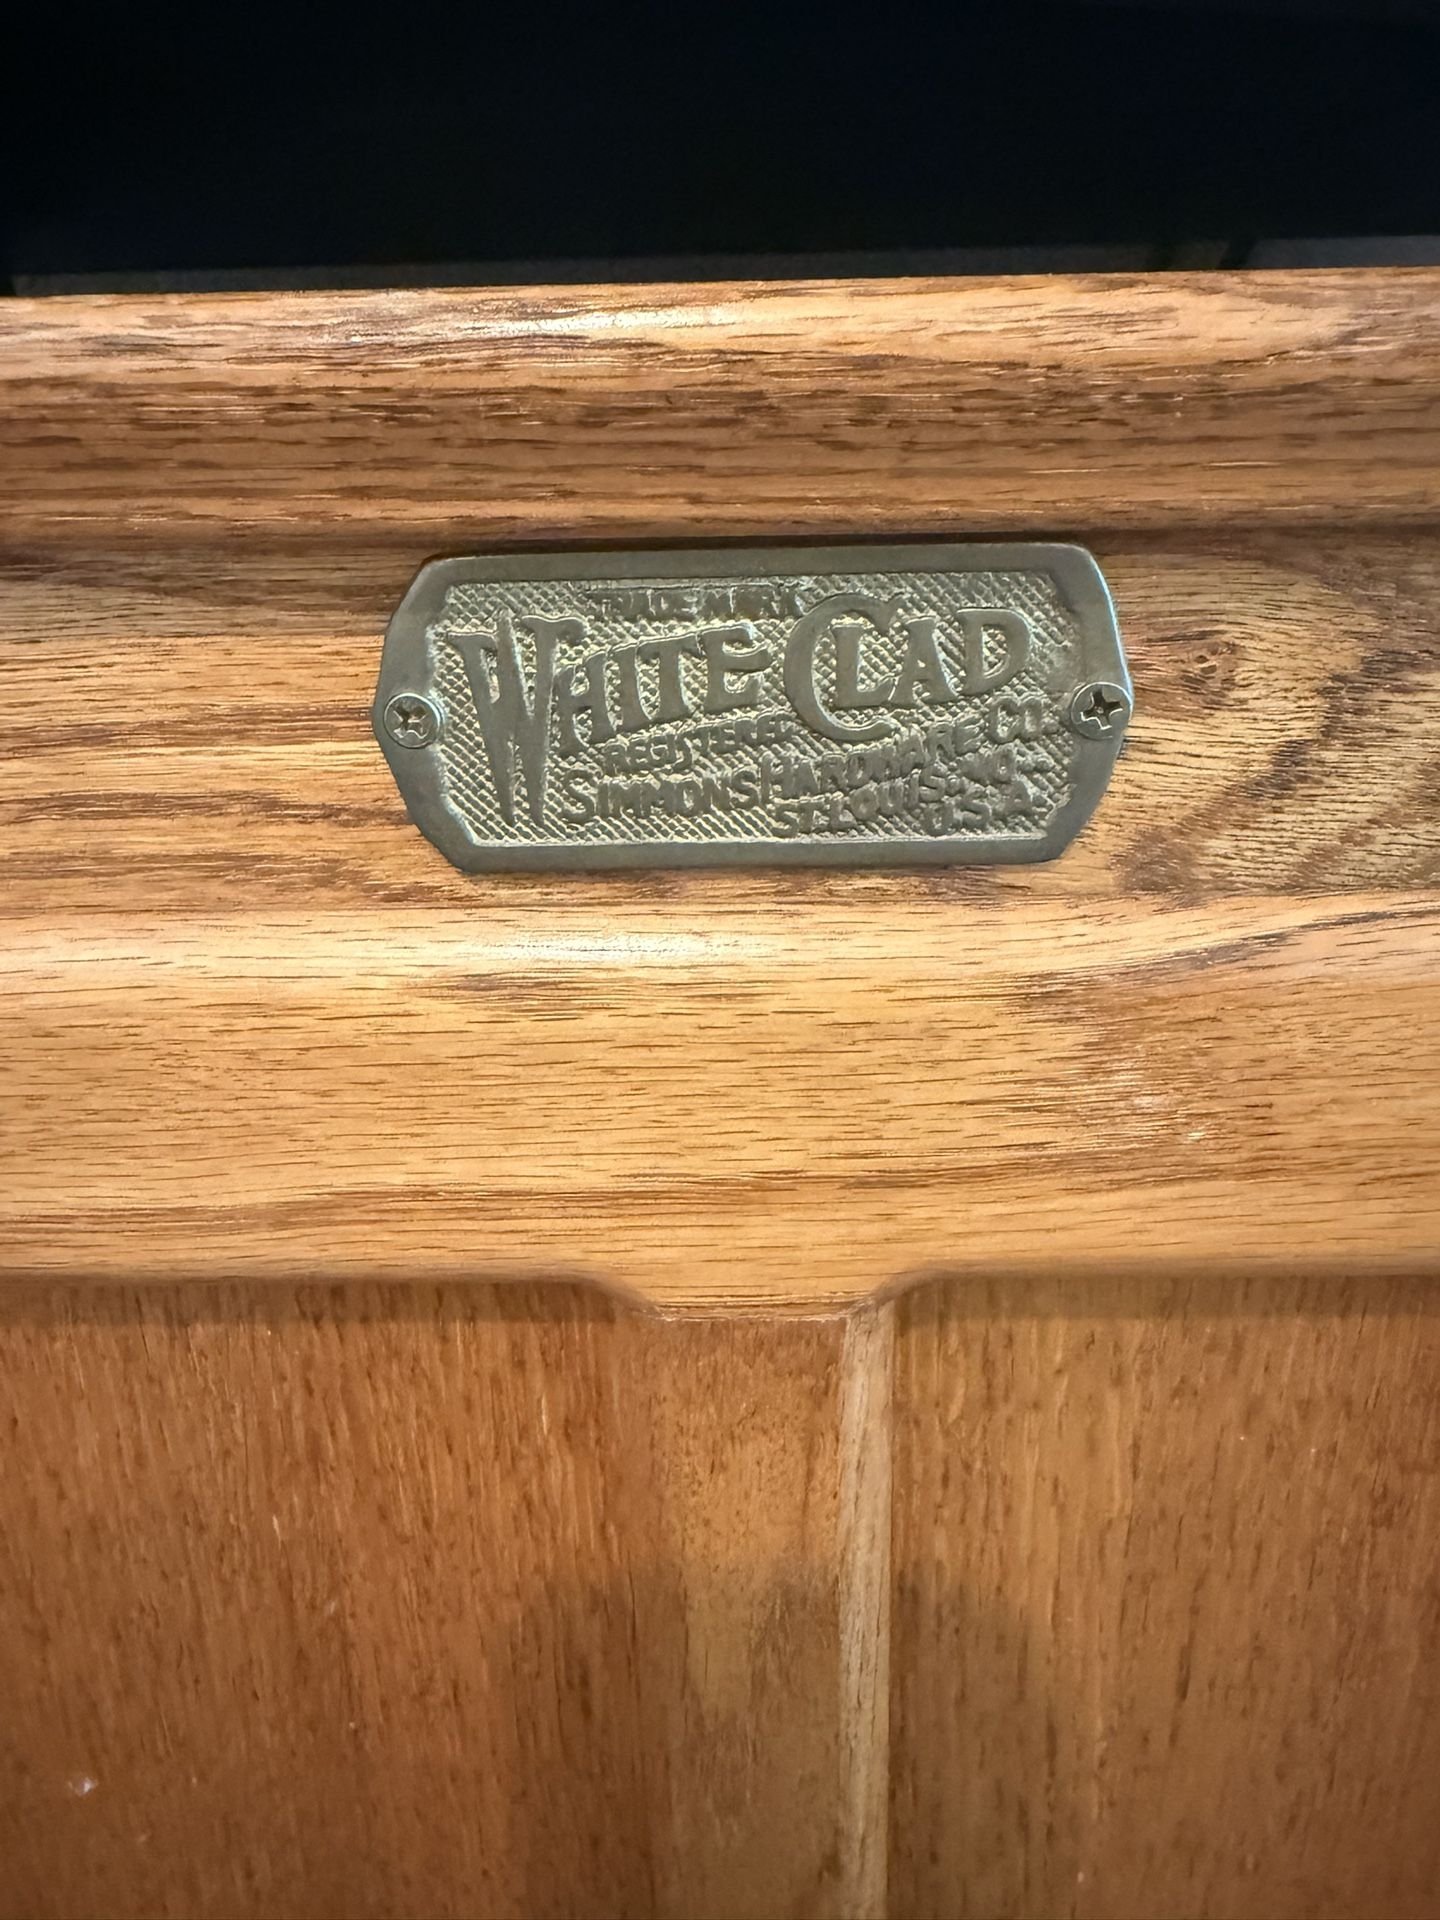 TRADE MARK
WHITE CLAD
REGISTERED
SIMMONS HARDWARE CO.
ST. LOUIS. MO.
U.S.A.